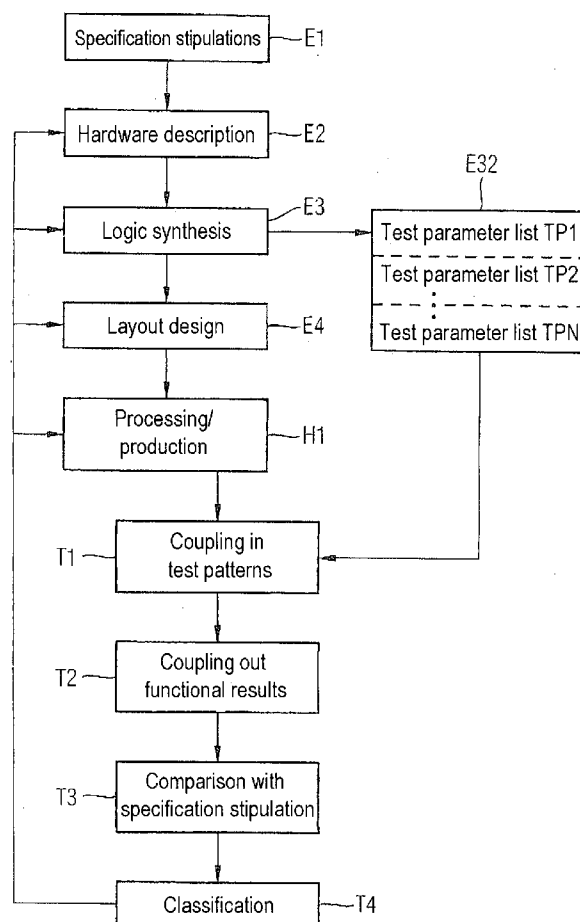 Specification stipulations
E1
Hardware description
E2
E32
E3
Logic synthesis
Test parameter list TP1
Test parameter list TP2
Test parameter list TPN
Layout design
E4
Processing/
production
H1
T1
Coupling in
test patterns
T2
Coupling out
functional results
T3
Comparison with
specification stipulation
Classification
T4